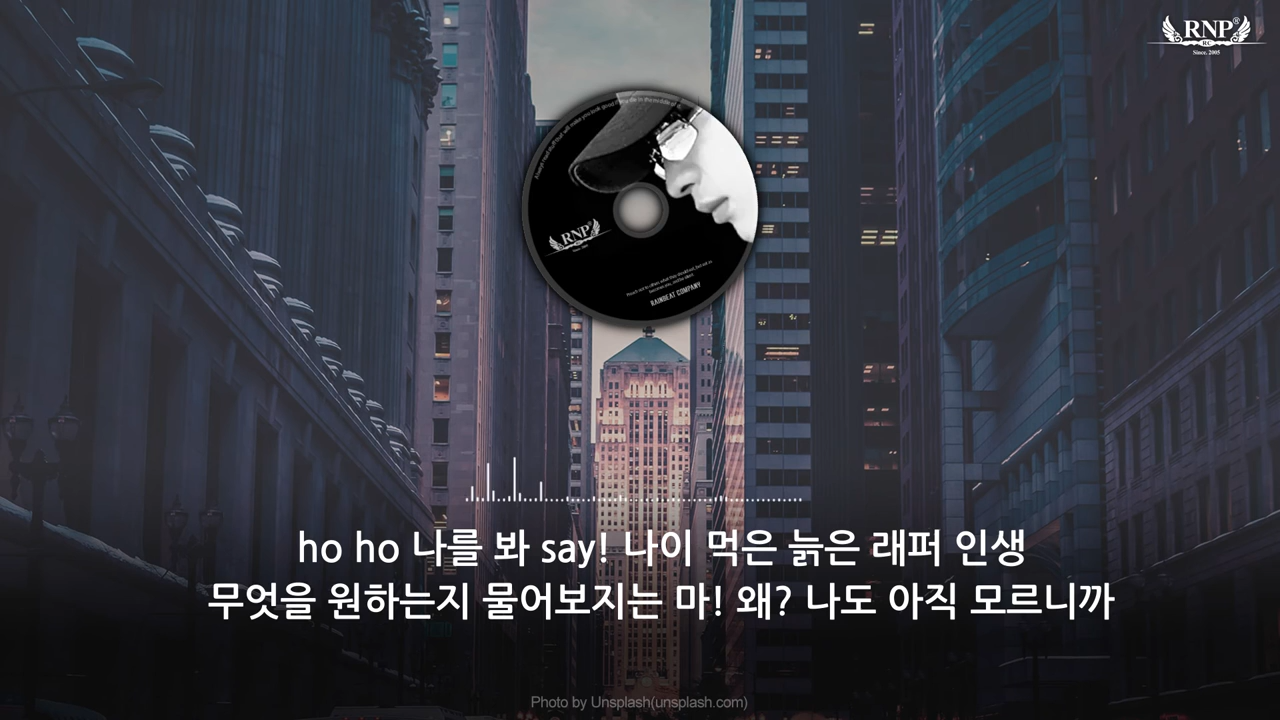 RNP®
RC
Since. 2005
RNP®
RAINBEAT COMPANY
ho ho 나를 봐 say! 나이 먹은 늙은 래퍼 인생
무엇을 원하는지 물어보지는 마! 왜? 나도 아직 모르니까
Photo by Unsplash(unsplash.com)